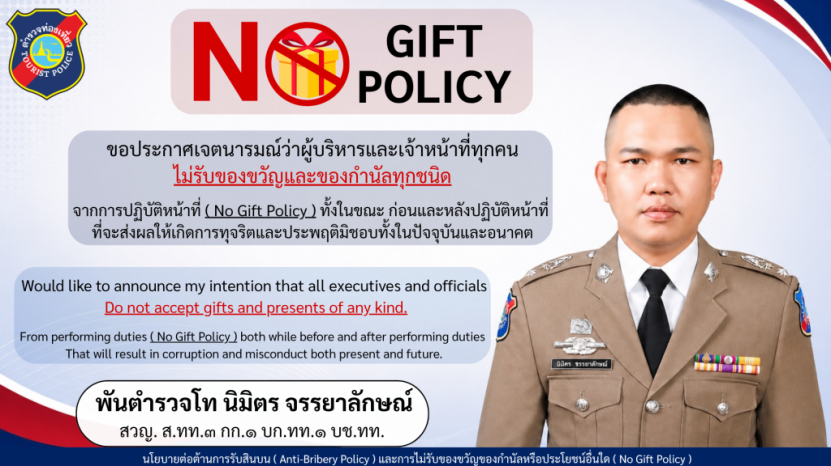 ตำรวจท่องเที่ยว
TOURIST POLICE
NO GIFT
POLICY
ขอประกาศเจตนารมณ์ว่าผู้บริหารและเจ้าหน้าที่ทุกคน
ไม่รับของขวัญและของกำนัลทุกชนิด
จากการปฏิบัติหน้าที่ ( No Gift Policy ) ทั้งในขณะ ก่อนและหลังปฏิบัติหน้าที่
ที่จะส่งผลให้เกิดการทุจริตและประพฤติมิชอบทั้งในปัจจุบันและอนาคต
Would like to announce my intention that all executives and officials
Do not accept gifts and presents of any kind.
From performing duties ( No Gift Policy ) both while before and after performing duties
That will result in corruption and misconduct both present and future.
นิมิตร จรรยาลักษณ์
พันตำรวจโท นิมิตร จรรยาลักษณ์
สวญ. ส.ทท.๓ กก.๑ บก.ทท.๑ บช.ทท.
นโยบายต่อต้านการรับสินบน ( Anti-Bribery Policy ) และการไม่รับของขวัญของกำนัลหรือประโยชน์อื่นใด ( No Gift Policy )